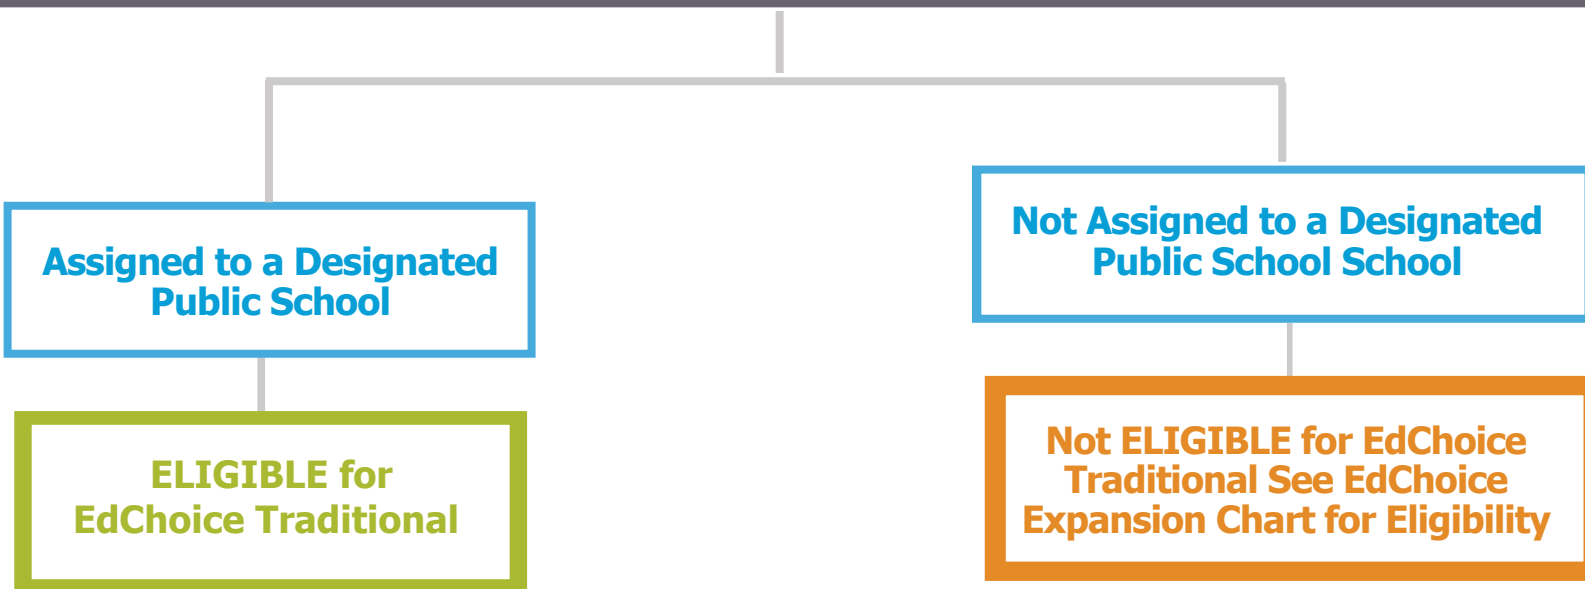 Assigned to a Designated
Public School
Not Assigned to a Designated
Public School School
ELIGIBLE for
EdChoice Traditional
Not ELIGIBLE for EdChoice
Traditional See EdChoice
Expansion Chart for Eligibility